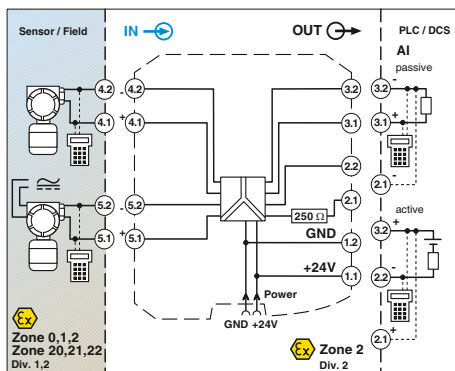 Sensor / Field
IN
OUT
PLC / DCS
AI
passive
4.2
-
4.2
3.2
3.2
-
4.1
+
4.1
3.1
3.1
+
2.2
2.1
-
5.2
-
5.2
2.1
250 Ω
active
5.1
+
5.1
GND
1.2
3.2
+
+24V
1.1
2.2
-
Power
GND +24V
2.1
+
Ex
Zone 0,1,2
Zone 20,21,22
Div. 1,2
Ex
Zone 2
Div. 2